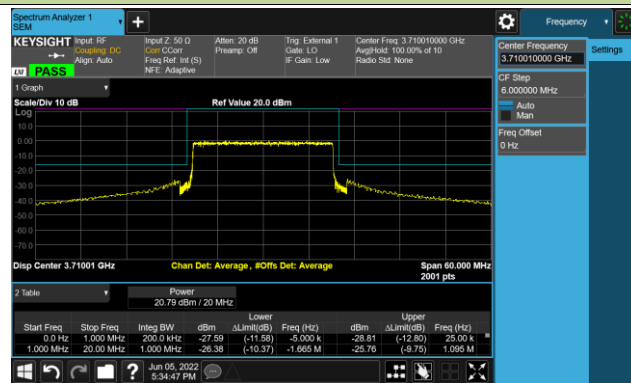 Spectrum Analyzer 1
SEM
+
Frequency
KEYSIGHT
Input: RF
Coupling: DC
Align: Auto
Input Z: 50 Ω
Corr CCorr
Freq Ref: Int (S)
NFE: Adaptive
Atten: 20 dB
Preamp: Off
Trig: External 1
Gate: LO
IF Gain: Low
Center Freq: 3.710010000 GHz
Avg|Hold: 100.00% of 10
Radio Std: None
LXI PASS
Center Frequency
3.710010000 GHz
Settings
CF Step
6.000000 MHz
Auto
Man
Freq Offset
0 Hz
1 Graph
Scale/Div 10 dB
Ref Value 20.0 dBm
Log
10.0
0.00
-10.0
-20.0
-30.0
-40.0
-50.0
-60.0
-70.0
Disp Center 3.71001 GHz
Chan Det: Average, #Offs Det: Average
Span 60.000 MHz
2001 pts
2 Table
Power
20.79 dBm / 20 MHz
Lower Upper
Start Freq Stop Freq Integ BW dBm ΔLimit(dB) Freq (Hz) dBm ΔLimit(dB) Freq (Hz)
0.0 Hz 1.000 MHz 200.0 kHz -27.59 (-11.58) -5.000 k -28.81 (-12.80) 25.00 k
1.000 MHz 20.00 MHz 1.000 MHz -26.38 (-10.37) -1.665 M -25.76 (-9.75) 1.095 M
?
Jun 05, 2022
5:34:47 PM